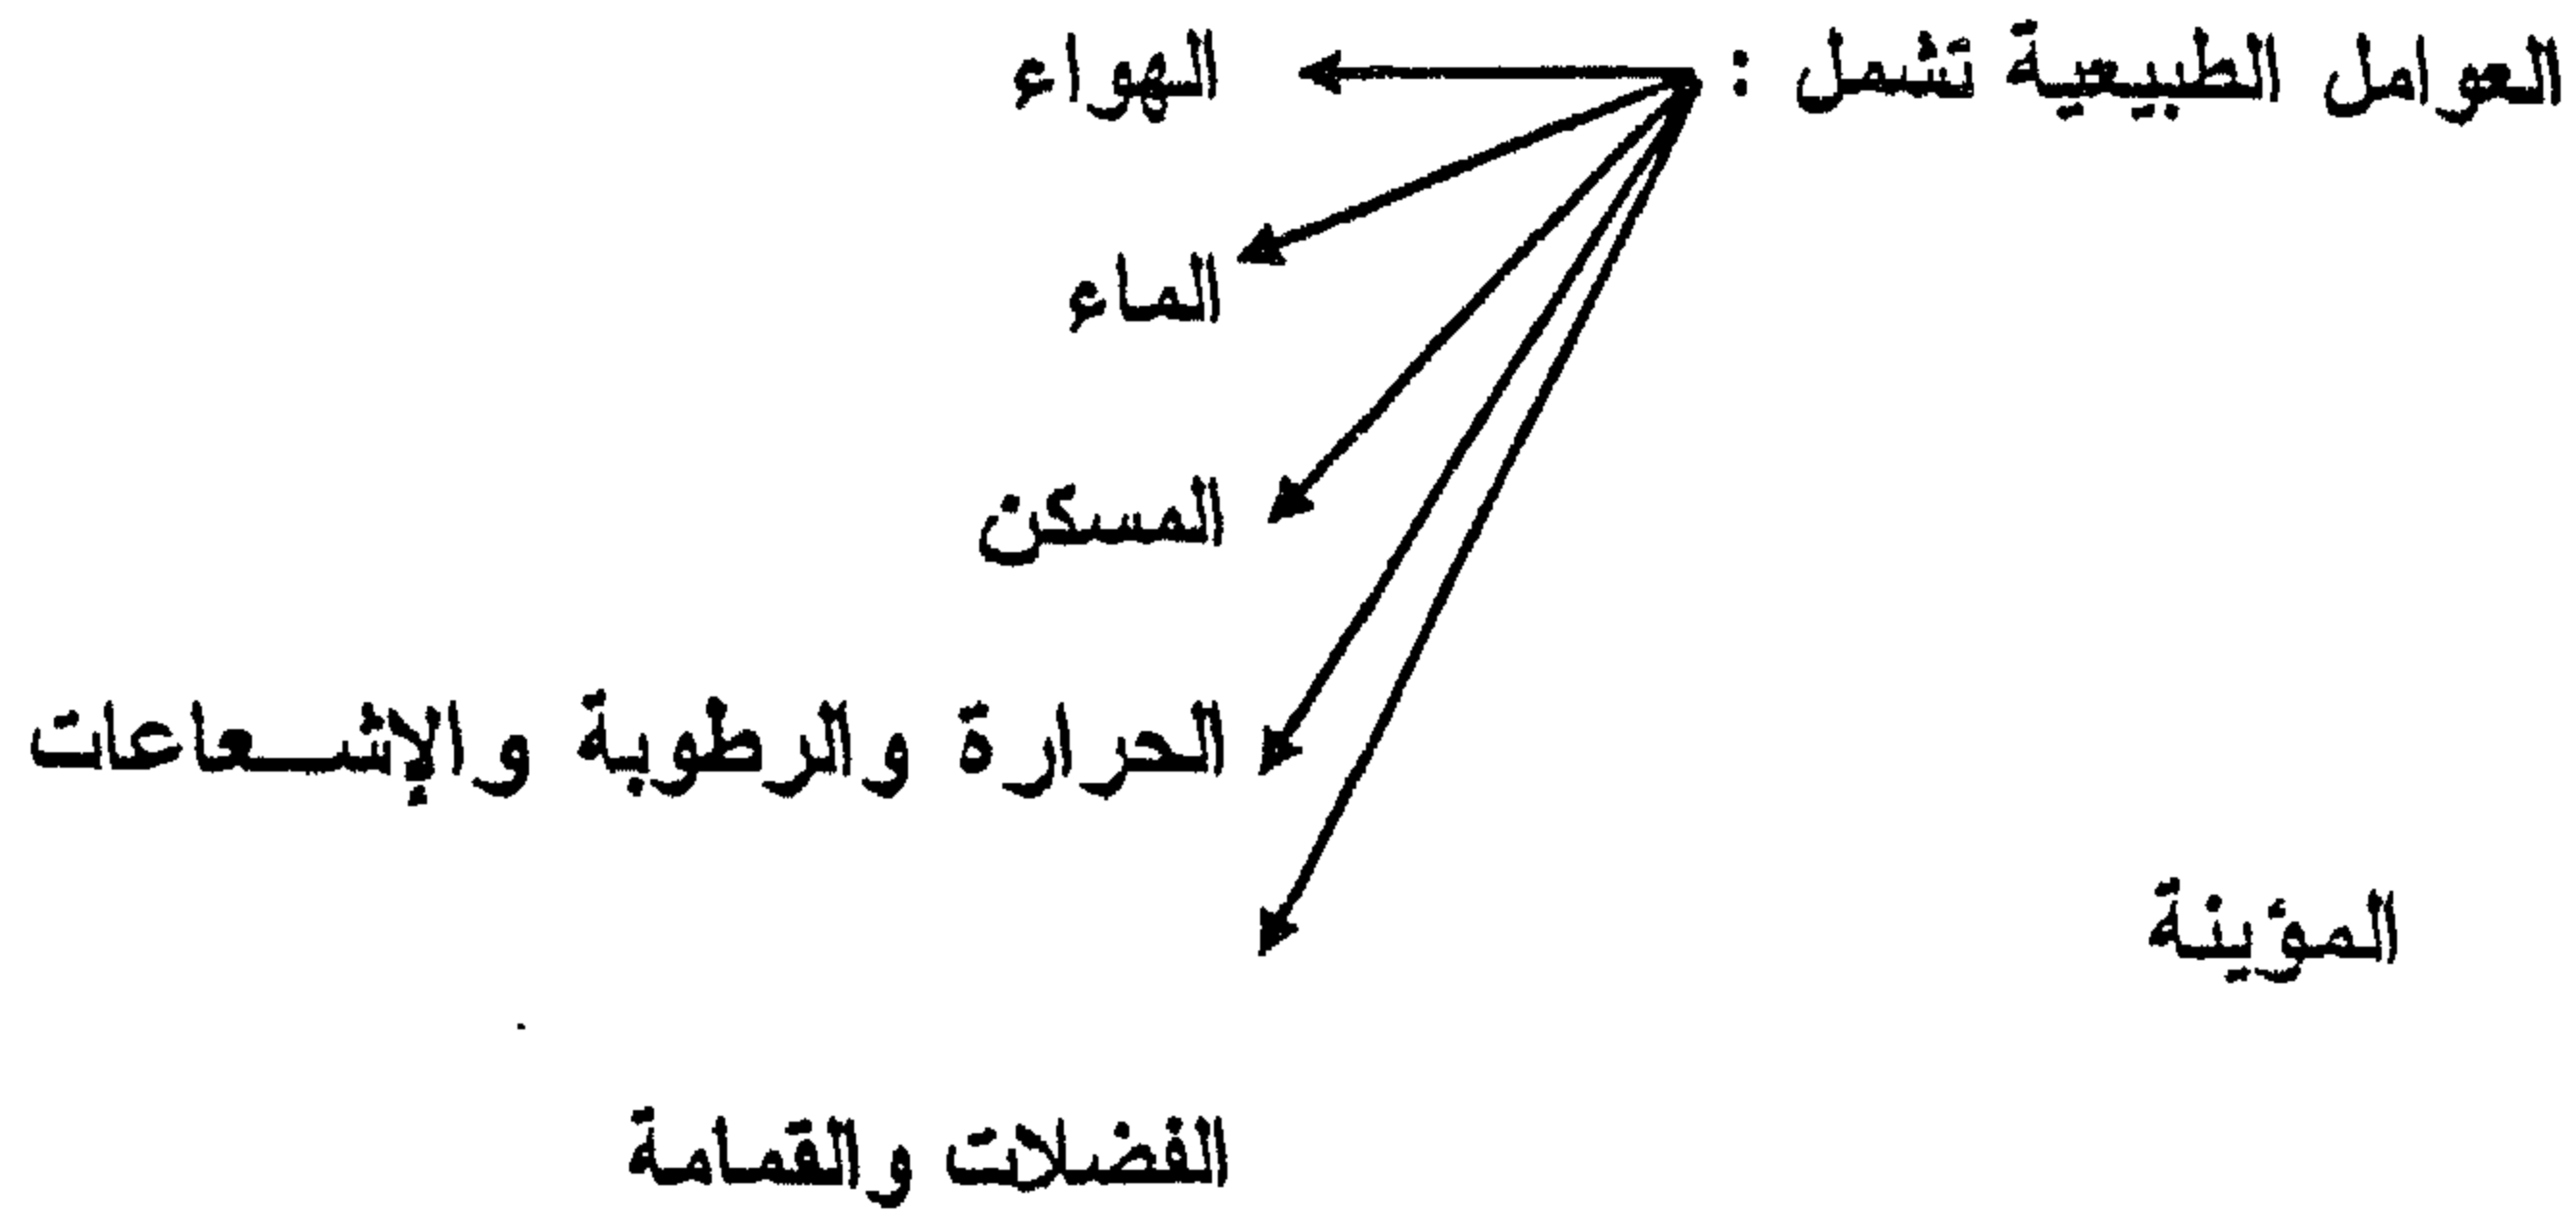 العوامل الطبيعية تشمل : الهواء
الماء
المسكن
الحرارة والرطوبة والإشعاعات
المؤينة
الفضلات والقمامة